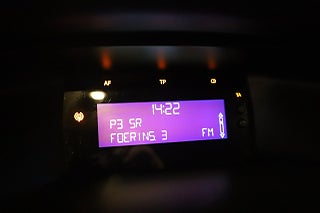 AF TP CD
14:22
P3 SR
FOERINS. 3 FM